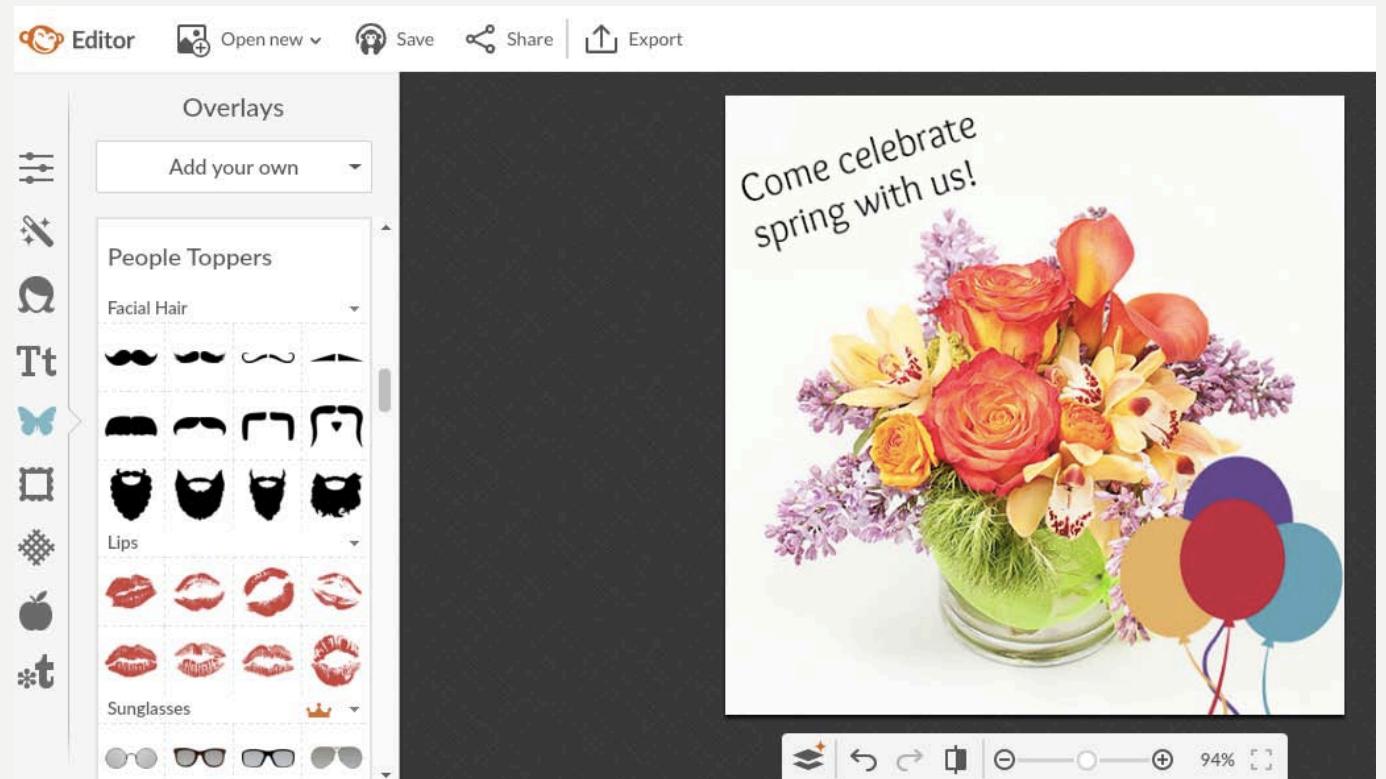 Editor
Open new
Save
Share
Export
Overlays
Add your own
People Toppers
Facial Hair
Lips
Sunglasses
Tt
t
Come celebrate
spring with us!
94%